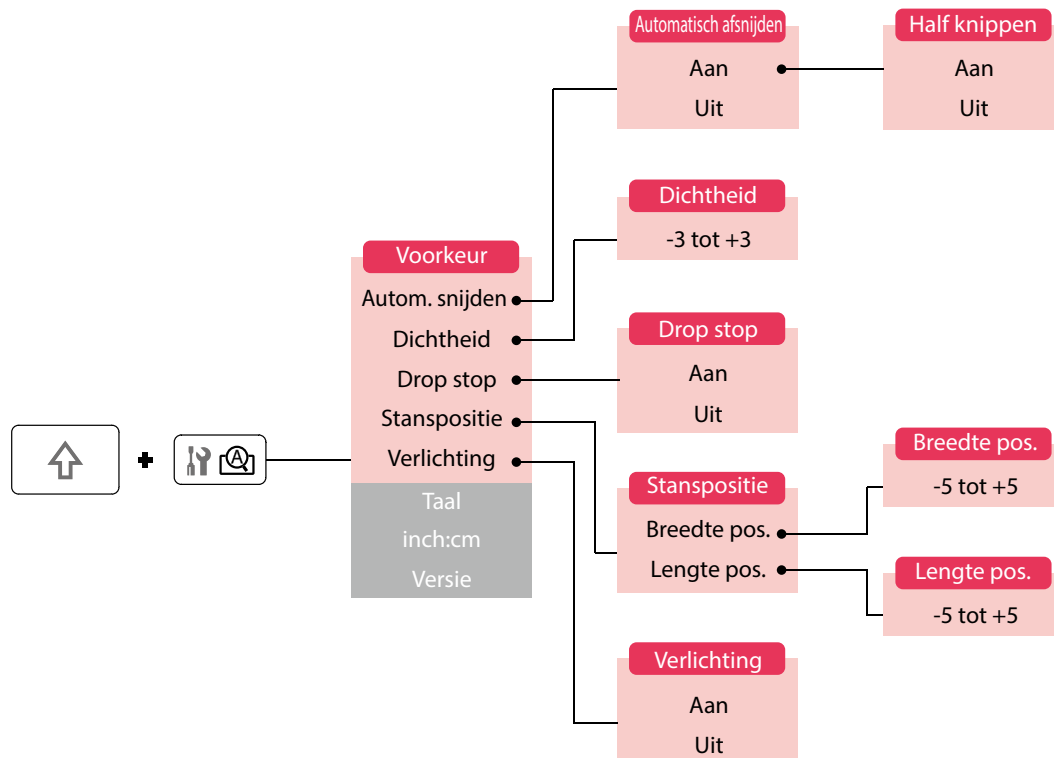 Voorkeur
Autom. snijden
Dichtheid
Drop stop
Stanspositie
Verlichting
Taal
inch:cm
Versie
Automatisch afsnijden
Aan
Uit
Half knippen
Aan
Uit
Dichtheid
-3 tot +3
Drop stop
Aan
Uit
Stanspositie
Breedte pos.
Lengte pos.
Breedte pos.
-5 tot +5
Lengte pos.
-5 tot +5
Verlichting
Aan
Uit